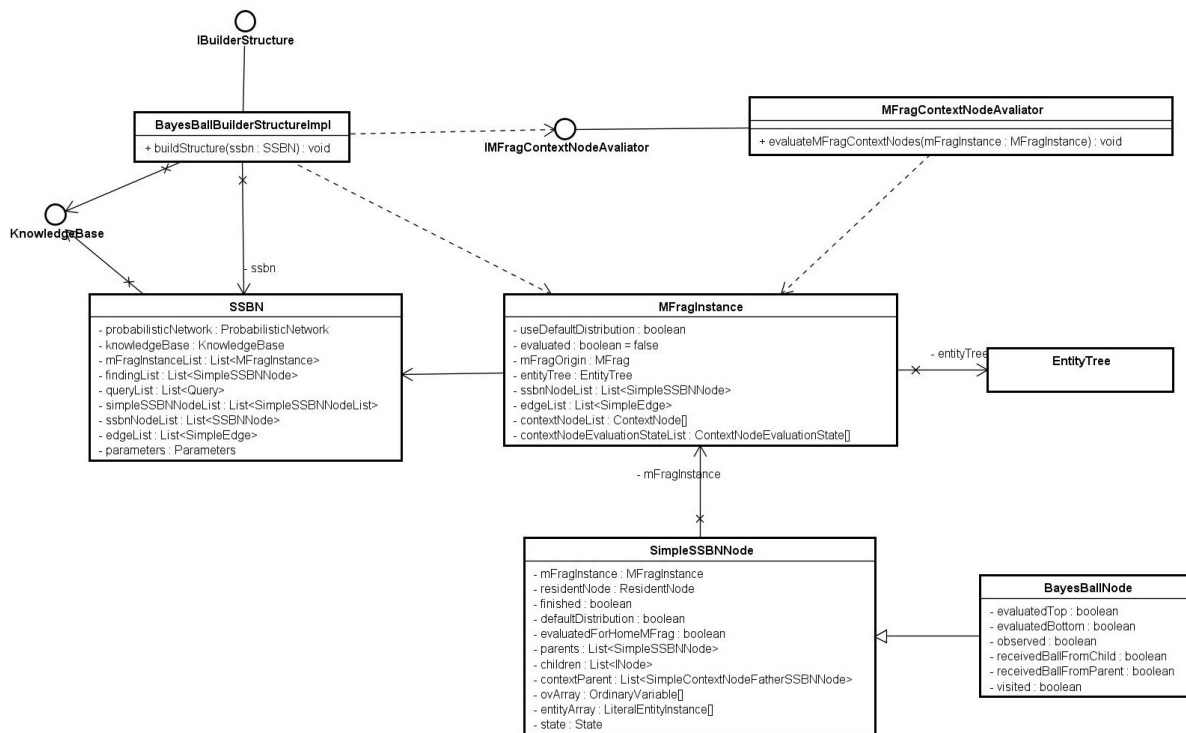 IBuilderStructure
BayesBallBuilderStructureImpl
+ buildStructure(ssbn : SSBN) : void
IMFragContextNodeAvaliator
MFragContextNodeAvaliator
+ evaluateMFragContextNodes(mFragInstance : MFragInstance) : void
KnowledgeBase
- ssbn
SSBN
- probabilisticNetwork : ProbabilisticNetwork
- knowledgeBase : KnowledgeBase
- mFragInstanceList : List<MFragInstance>
- findingList : List<SimpleSSBNNode>
- queryList : List<Query>
- simpleSSBNNodeList : List<SimpleSSBNNodeList>
- ssbnNodeList : List<SSBNNode>
- edgeList : List<SimpleEdge>
- parameters : Parameters
MFragInstance
- useDefaultDistribution : boolean
- evaluated : boolean = false
- mFragOrigin : MFrag
- entityTree : EntityTree
- ssbnNodeList : List<SimpleSSBNNode>
- edgeList : List<SimpleEdge>
- contextNodeList : ContextNode[]
- contextNodeEvaluationStateList : ContextNodeEvaluationState[]
- entityTree
EntityTree
- mFragInstance
SimpleSSBNNode
- mFragInstance : MFragInstance
- residentNode : ResidentNode
- finished : boolean
- defaultDistribution : boolean
- evaluatedForHomeMFrag : boolean
- parents : List<SimpleSSBNNode>
- children : List<INode>
- contextParent : List<SimpleContextNodeFatherSSBNNode>
- ovArray : OrdinaryVariable[]
- entityArray : LiteralEntityInstance[]
- state : State
BayesBallNode
- evaluatedTop : boolean
- evaluatedBottom : boolean
- observed : boolean
- receivedBallFromChild : boolean
- receivedBallFromParent : boolean
- visited : boolean